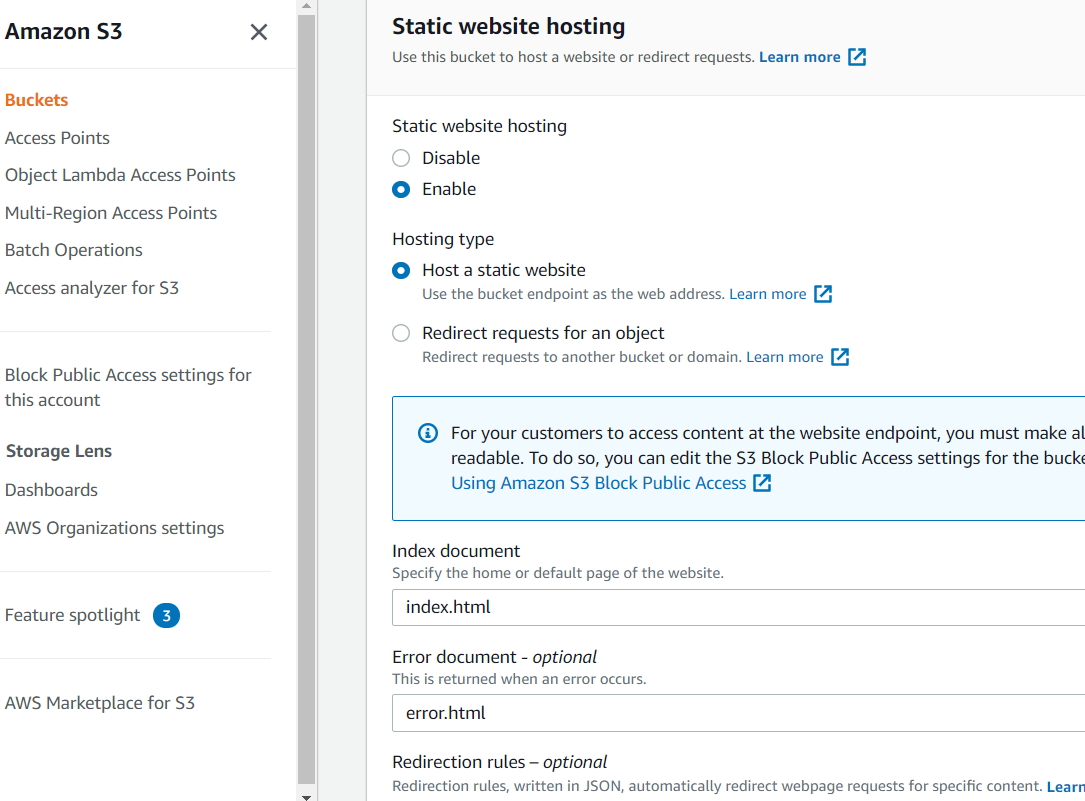 Amazon S3
Buckets
Access Points
Object Lambda Access Points
Multi-Region Access Points
Batch Operations
Access analyzer for S3
Block Public Access settings for
this account
Storage Lens
Dashboards
AWS Organizations settings
Feature spotlight 3
AWS Marketplace for S3
Static website hosting
Use this bucket to host a website or redirect requests. Learn more
Static website hosting
Disable
Enable
Hosting type
Host a static website
Use the bucket endpoint as the web address. Learn more
Redirect requests for an object
Redirect requests to another bucket or domain. Learn more
For your customers to access content at the website endpoint, you must make
readable. To do so, you can edit the S3 Block Public Access settings for the
Using Amazon S3 Block Public Access
Index document
Specify the home or default page of the website.
index.html
Error document - optional
This is returned when an error occurs.
error.html
Redirection rules – optional
Redirection rules, written in JSON, automatically redirect webpage requests for specific content. Learn